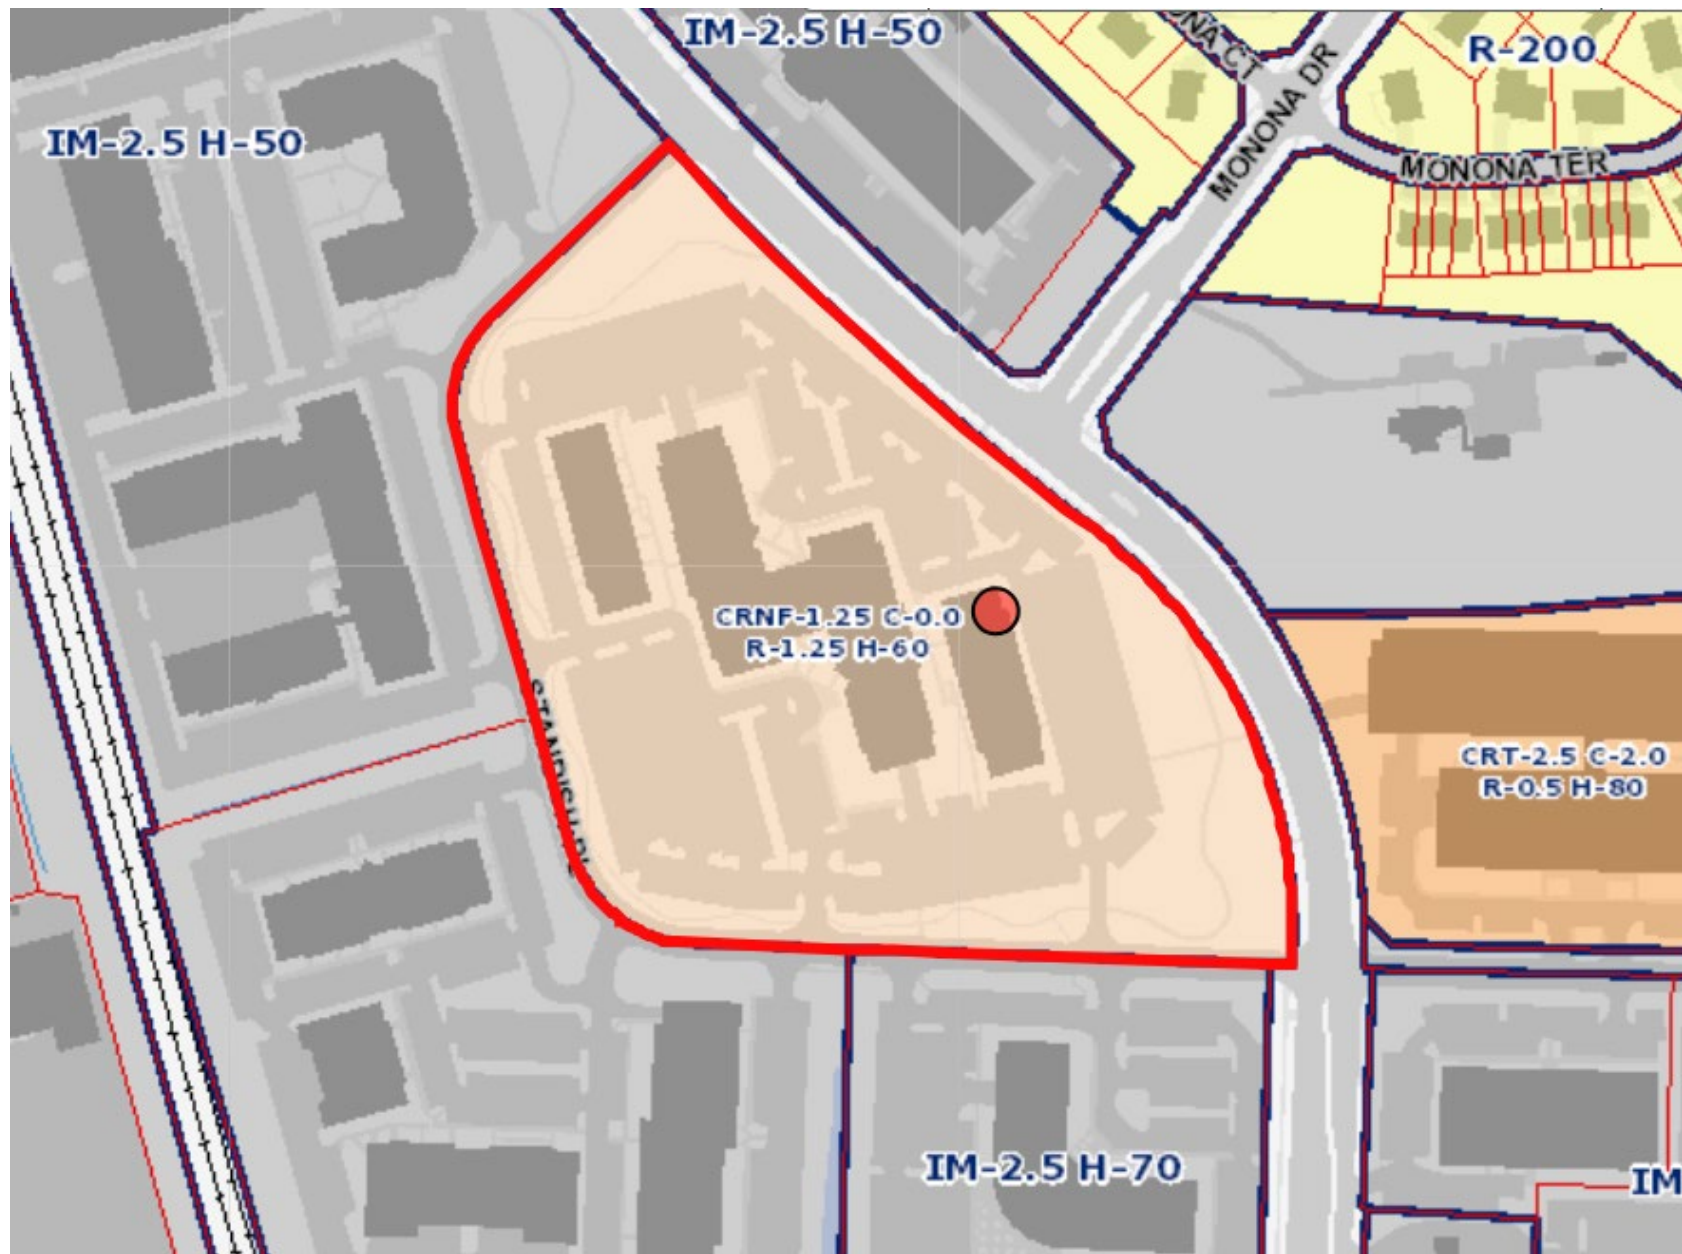 IM-2.5 H-50
R-200
MONONA DR
IM-2.5 H-50
MONONA TER
CRNF-1.25 C-0.0
R-1.25 H-60
CRT-2.5 C-2.0
R-0.5 H-80
IM-2.5 H-70
IM